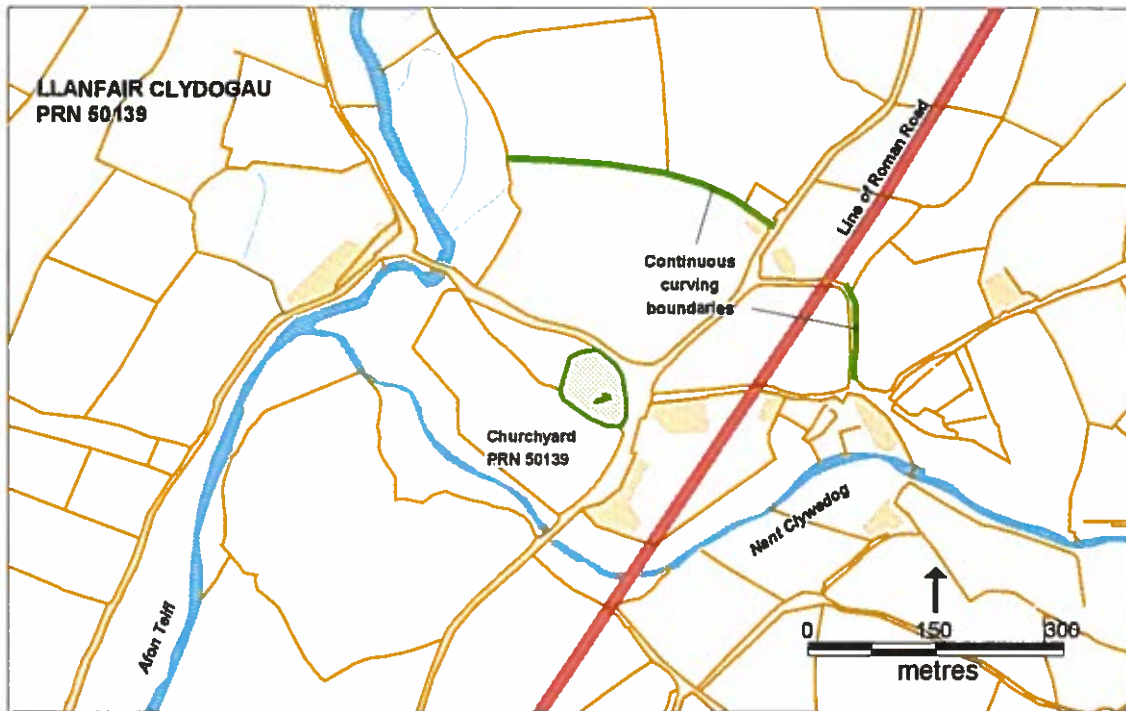 LLANFAIR CLYDOGAU
PRN 50139
Line of Roman Road
Continuous
curving
boundaries
Churchyard
PRN 50139
Nant Clywedog
Afon Teifi
0 150 300
metres